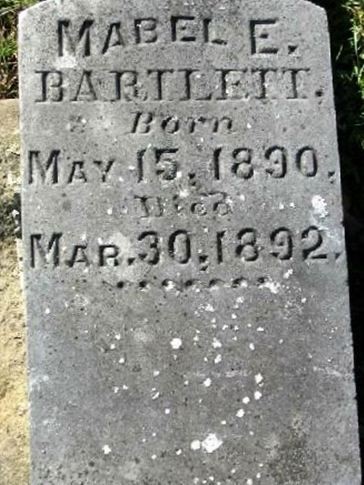 MABEL E.
BARTLETT.
Born
MAY 15, 1890.
Died
MAR. 30, 1892.